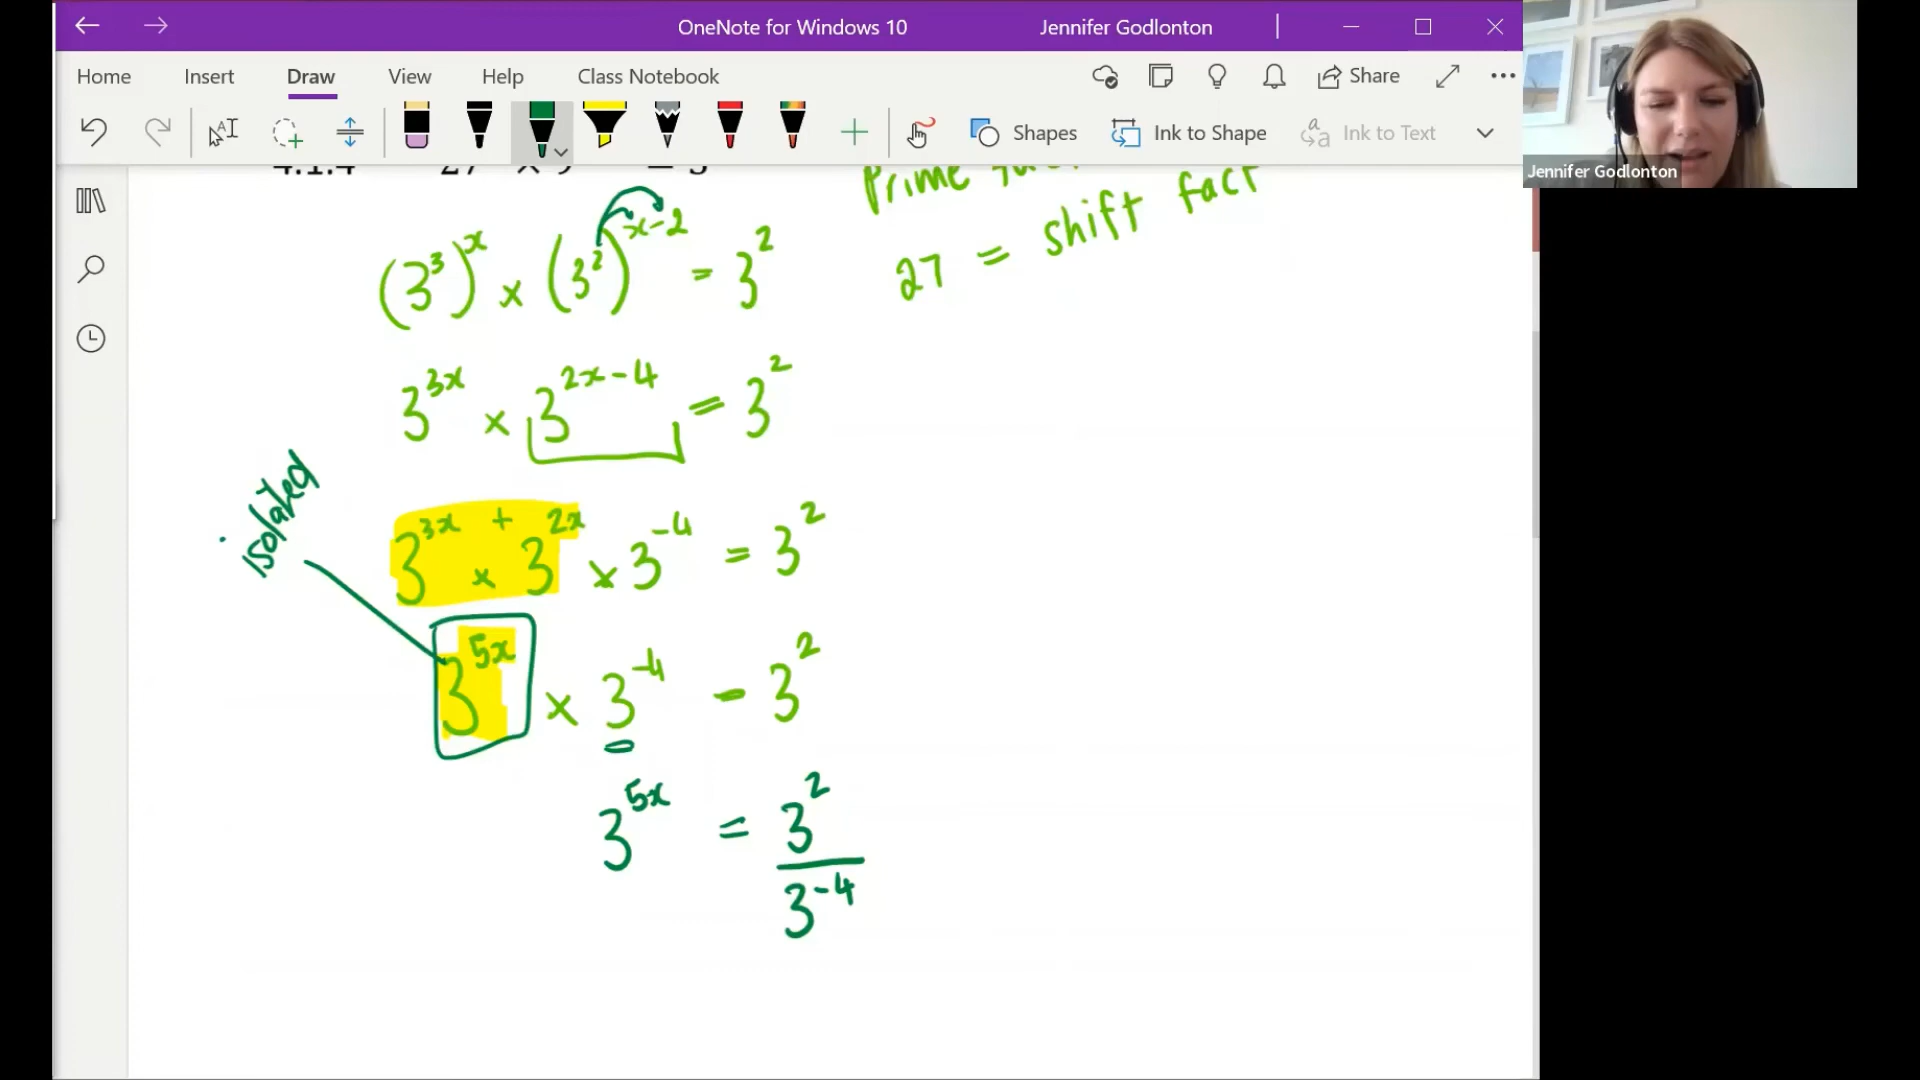 OneNote for Windows 10
Jennifer Godlonton
Home Insert Draw View Help Class Notebook
Share
Shapes Ink to Shape Ink to Text
Jennifer Godlonton
Prime
27 = shift fact
(3³)ˣ × (3²)ˣ⁻² = 3²
3³ˣ × 3²ˣ⁻⁴ = 3²
isolated
3³ˣ ⁺ × 3²ˣ × 3⁻⁴ = 3²
3⁵ˣ × 3⁻⁴ = 3²
3⁵ˣ = 3²
3⁻⁴